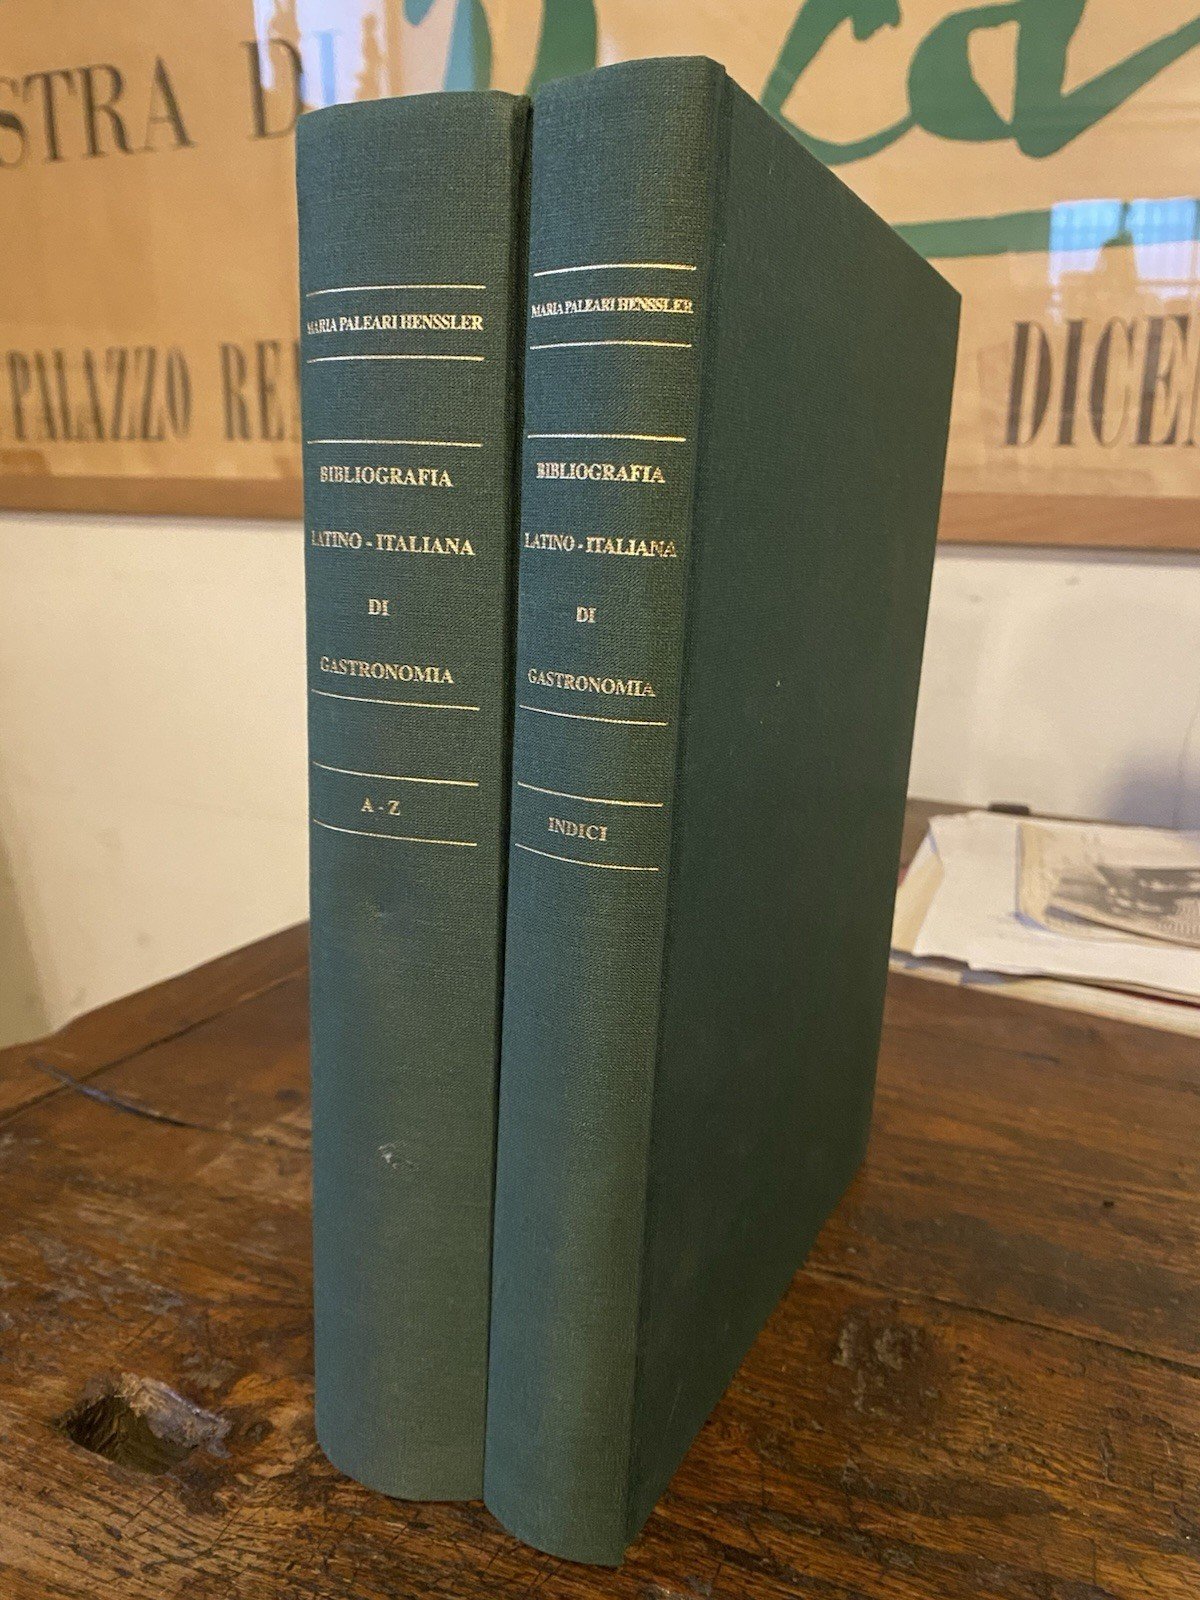 STRA DI
PALAZZO RE
DICE
MARIA PALEARI HENSSLER
BIBLIOGRAFIA
LATINO - ITALIANA
DI
GASTRONOMIA
A - Z
MARIA PALEARI HENSSLER
BIBLIOGRAFIA
LATINO - ITALIANA
DI
GASTRONOMIA
INDICI